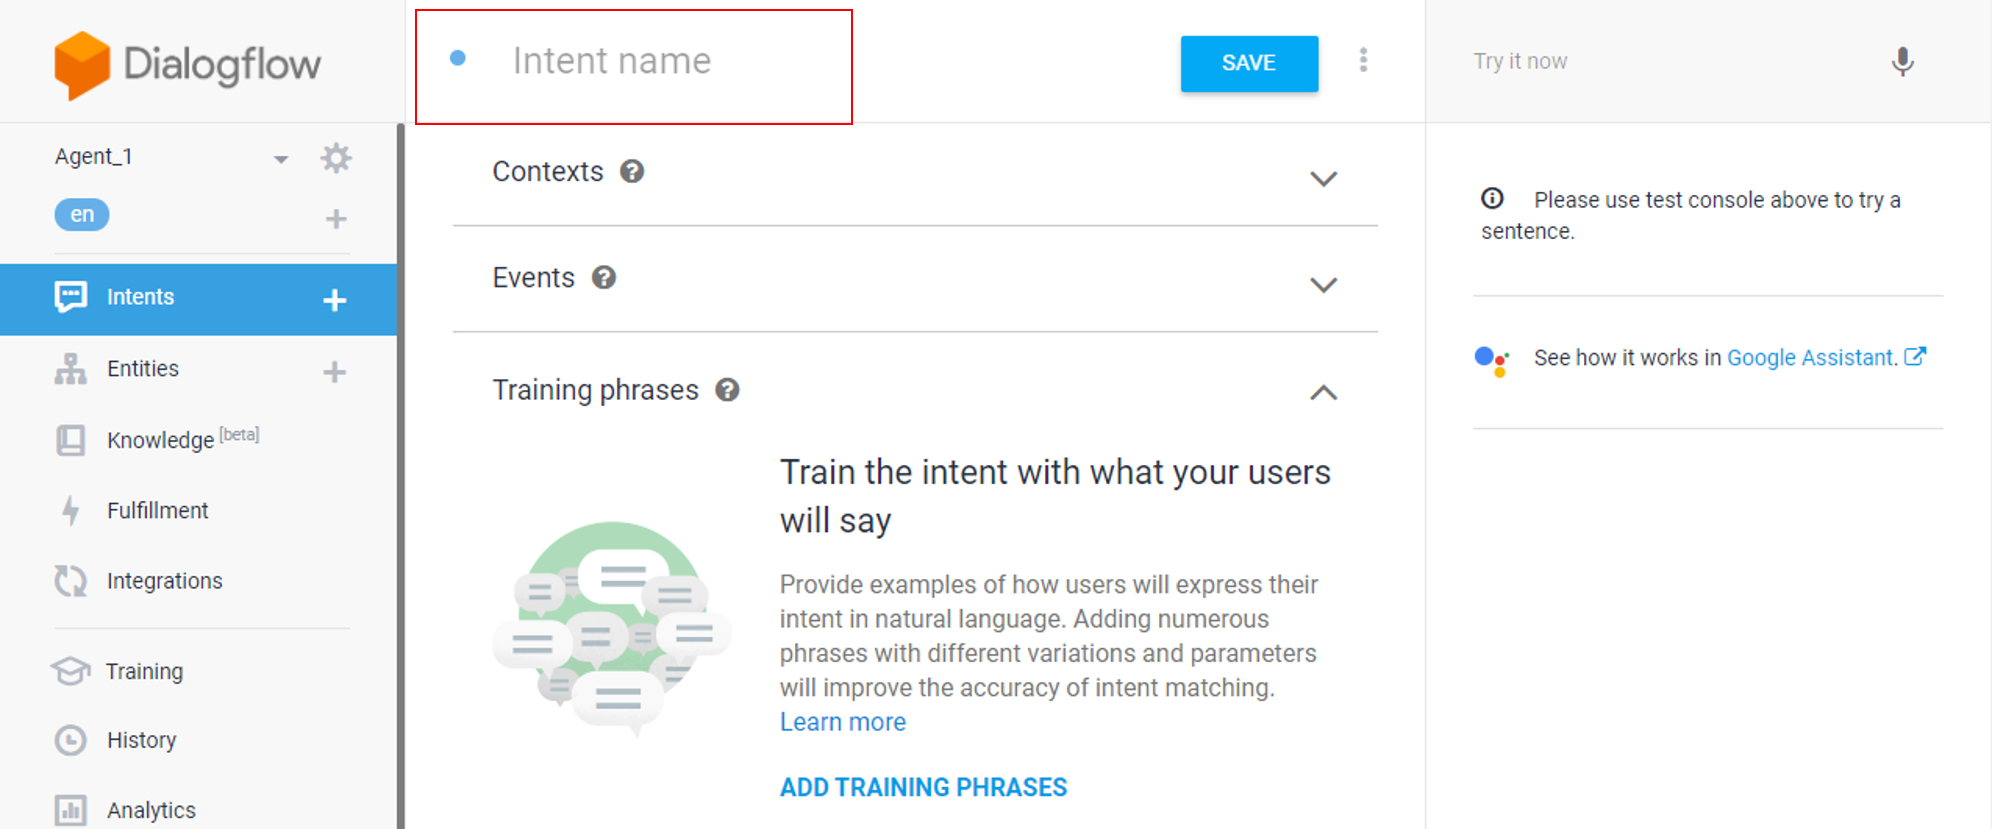 Dialogflow
Agent_1
en
Intents
Entities
Knowledge [beta]
Fulfillment
Integrations
Training
History
Analytics
Intent name
SAVE
Contexts
Events
Training phrases
Train the intent with what your users
will say
Provide examples of how users will express their
intent in natural language. Adding numerous
phrases with different variations and parameters
will improve the accuracy of intent matching.
Learn more
ADD TRAINING PHRASES
Try it now
Please use test console above to try a
sentence.
See how it works in Google Assistant.